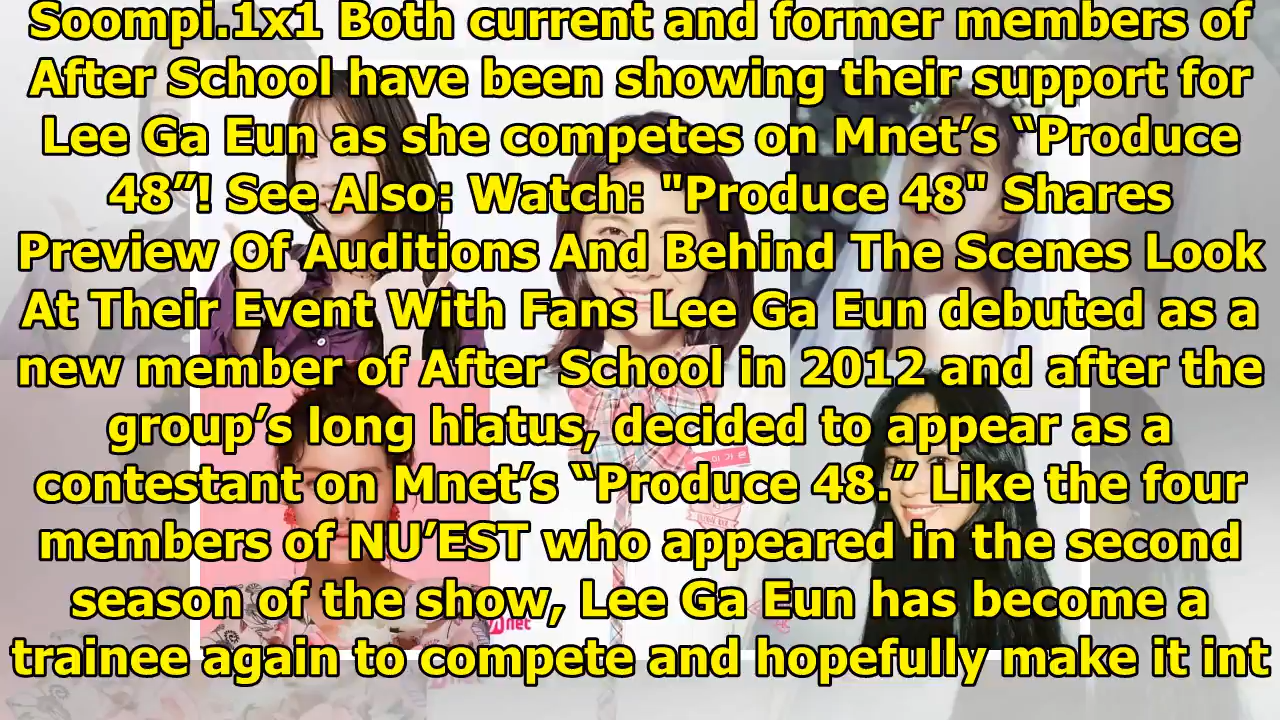 Soompi.1x1 Both current and former members of
After School have been showing their support for
Lee Ga Eun as she competes on Mnet’s “Produce
48”! See Also: Watch: "Produce 48" Shares
Preview Of Auditions And Behind The Scenes Look
At Their Event With Fans Lee Ga Eun debuted as a
new member of After School in 2012 and after the
group’s long hiatus, decided to appear as a
이가은
contestant on Mnet’s “Produce 48.” Like the four
members of NU’EST who appeared in the second
season of the show, Lee Ga Eun has become a
net
trainee again to compete and hopefully make it int